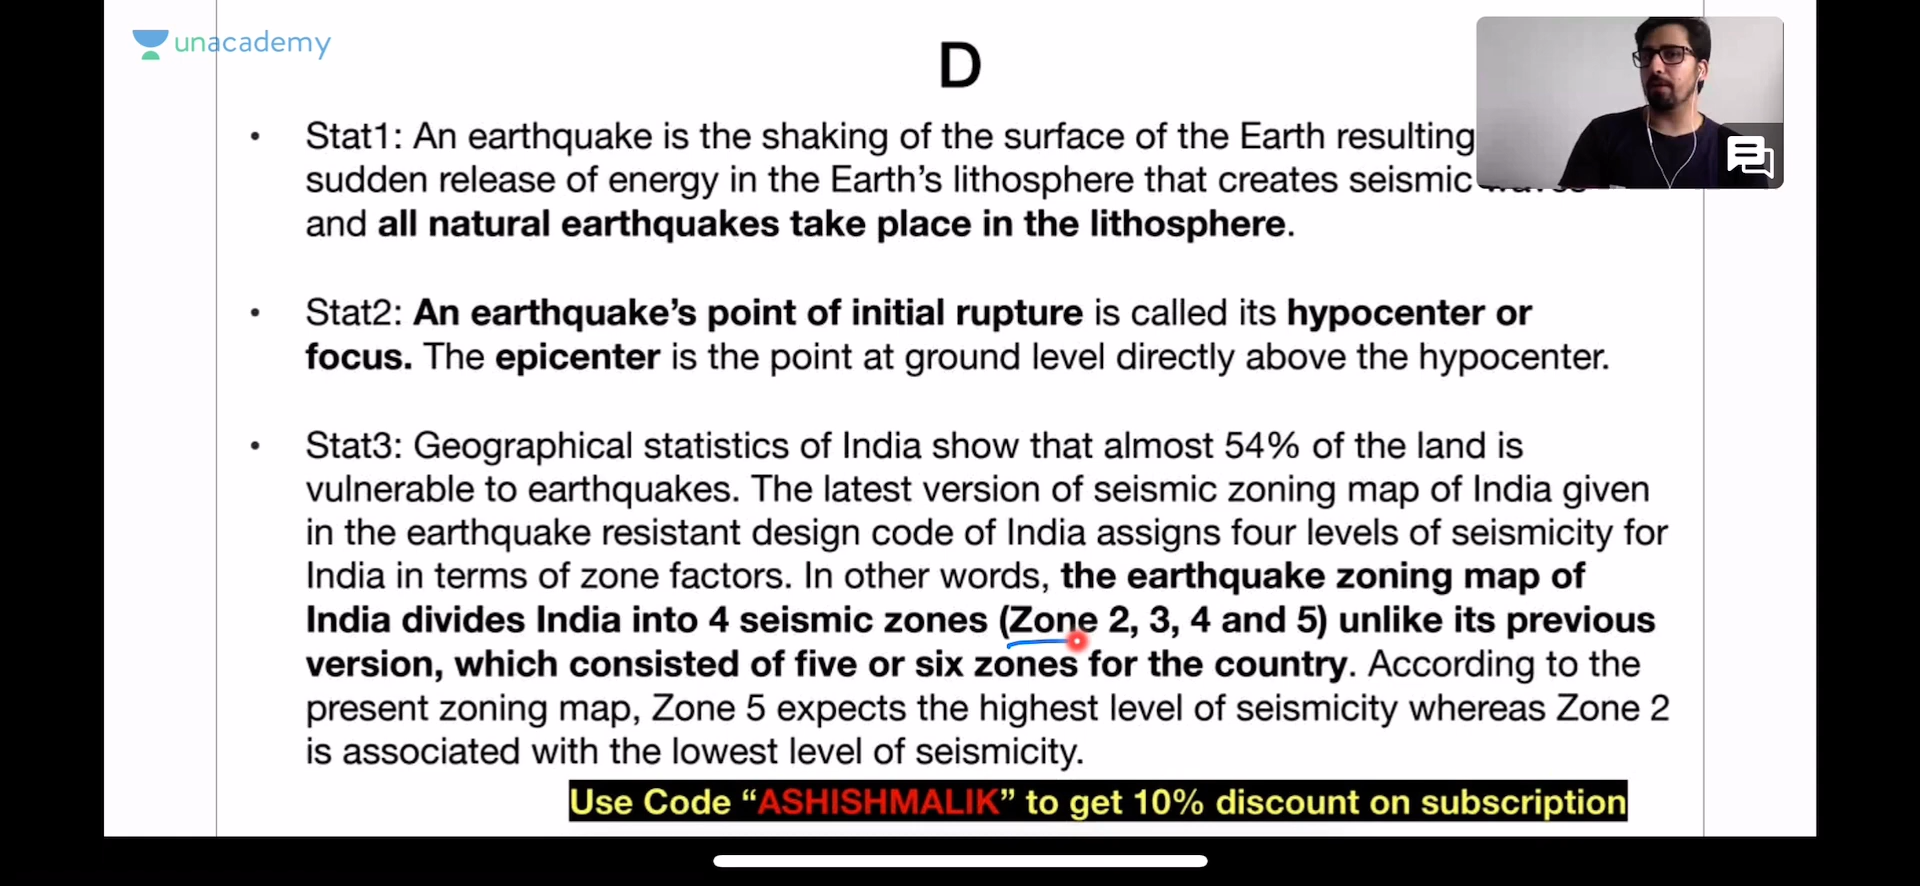 unacademy
D
• Stat1: An earthquake is the shaking of the surface of the Earth resulting
sudden release of energy in the Earth’s lithosphere that creates seismic
and all natural earthquakes take place in the lithosphere.
• Stat2: An earthquake’s point of initial rupture is called its hypocenter or
focus. The epicenter is the point at ground level directly above the hypocenter.
• Stat3: Geographical statistics of India show that almost 54% of the land is
vulnerable to earthquakes. The latest version of seismic zoning map of India given
in the earthquake resistant design code of India assigns four levels of seismicity for
India in terms of zone factors. In other words, the earthquake zoning map of
India divides India into 4 seismic zones (Zone 2, 3, 4 and 5) unlike its previous
version, which consisted of five or six zones for the country. According to the
present zoning map, Zone 5 expects the highest level of seismicity whereas Zone 2
is associated with the lowest level of seismicity.
Use Code “ASHISHMALIK” to get 10% discount on subscription